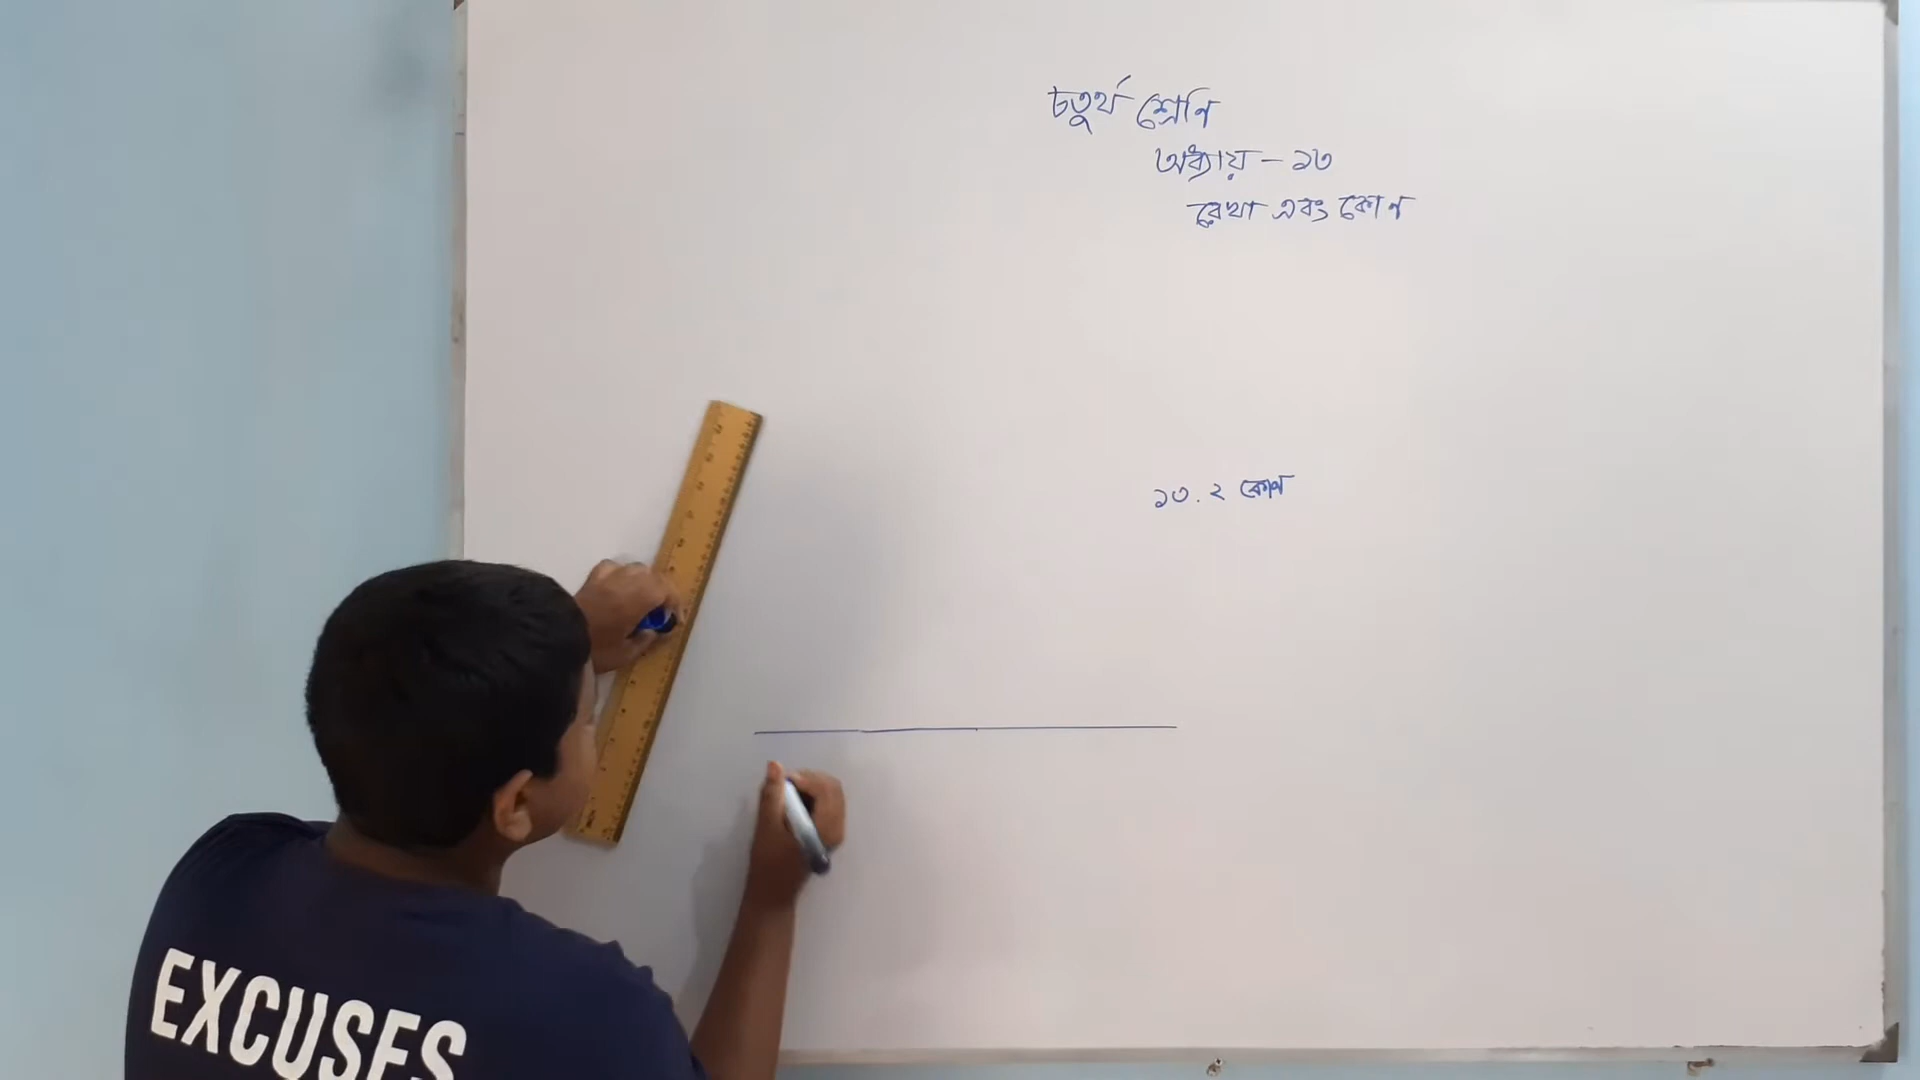 চতুর্থ শ্রেনি
অধ্যায় - ১৩
রেখা এবং কোণ
১৩.২ কোণ
EXCUSES